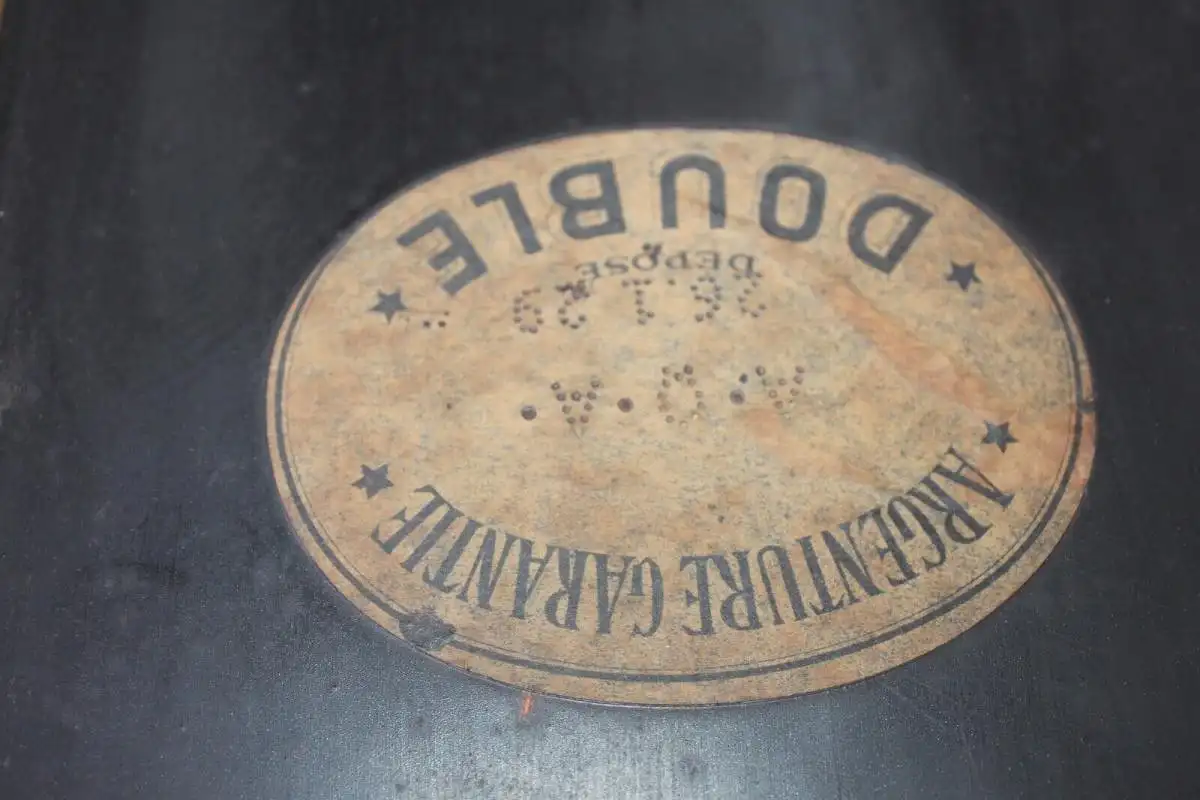 ★ ARGENTURE GARANTIE ★
DÉPOSÉ
★ DOUBLE ★